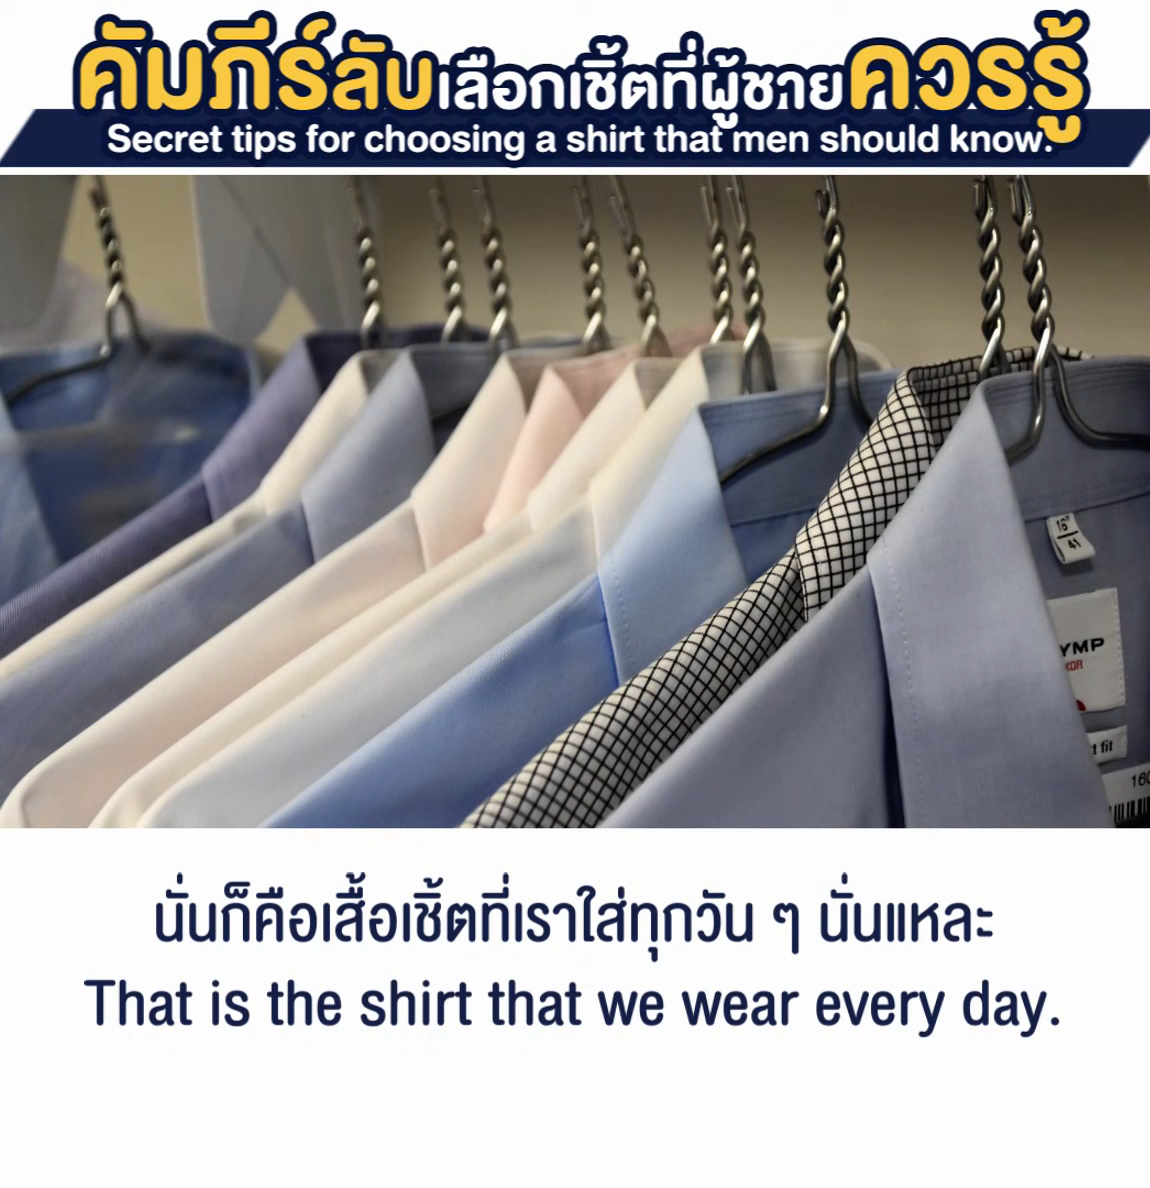 คัมภีร์ลับเลือกเชิ้ตที่ผู้ชายควรรู้
Secret tips for choosing a shirt that men should know.
16"
41
YMP
t fit
160
นั่นก็คือเสื้อเชิ้ตที่เราใส่ทุกวัน ๆ นั่นแหละ
That is the shirt that we wear every day.